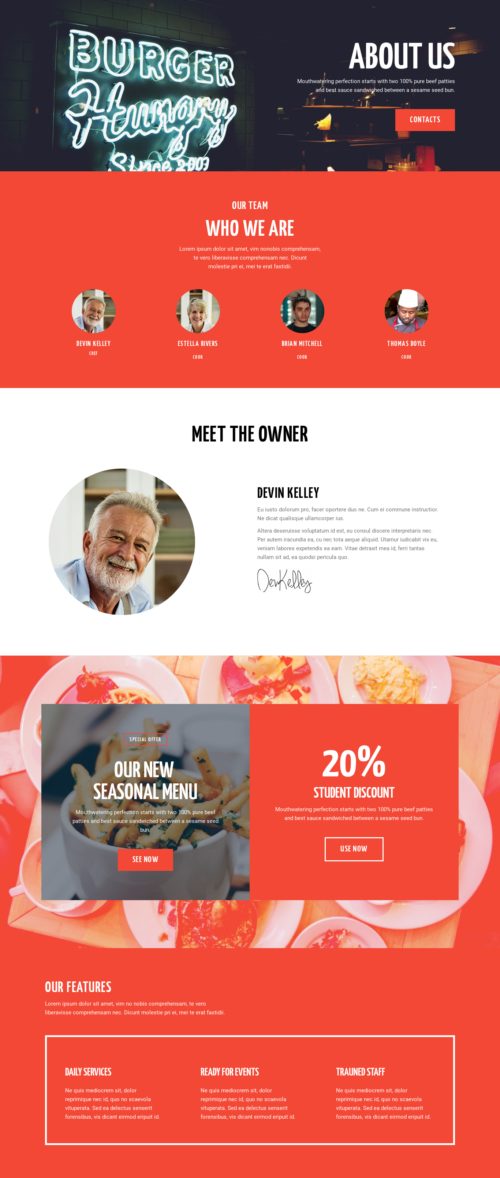 BURGER
Hungry
Since 2003
ABOUT US
Mouthwatering perfection starts with two 100% pure beef patties
and best sauce sandwiched between a sesame seed bun.
CONTACTS
OUR TEAM
WHO WE ARE
Lorem ipsum dolor sit amet, vim nonobis comprehensam,
te vero liberavisse comprehensam nec. Dicunt
molestie pri ei, mei te erat fastidii.
DEVIN KELLEY
CHEF
ESTELLA RIVERS
COOK
BRIAN MITCHELL
COOK
THOMAS DOYLE
COOK
MEET THE OWNER
DEVIN KELLEY
Eu iusto dolorum pro, facer oportere duo ne. Cum ei commune instructior.
Ne dicat qualisque ullamcorper ius.
Altera deseruisse voluptatum id est, eu consul discere interpretaris nec.
Per autem iracundia ea, cu nec tota aeque aliquid. Utamur iudicabit vix eu,
veniam labores expetendis ea eam. Vitae detraxit mea id, ferri tantas
nullam sit ad, ea quodsi pericula quo.
DevKelley
SPECIAL OFFER
OUR NEW
SEASONAL MENU
Mouthwatering perfection starts with two 100% pure beef
patties and best sauce sandwiched between a sesame seed
bun.
SEE NOW
20%
STUDENT DISCOUNT
Mouthwatering perfection starts with two 100% pure beef patties
and best sauce sandwiched between a sesame seed bun.
USE NOW
OUR FEATURES
Lorem ipsum dolor sit amet, vim no nobis comprehensam, te vero
liberavisse comprehensam nec. Dicunt molestie pri ei, mei te erat fastidii.
DAILY SERVICES
Ne quis mediocrem sit, dolor
reprimique nec id, quo no scaevola
vituperata. Sed ea delectus senserit
forensibus, vis dicant eirmod eripuit id.
READY FOR EVENTS
Ne quis mediocrem sit, dolor
reprimique nec id, quo no scaevola
vituperata. Sed ea delectus senserit
forensibus, vis dicant eirmod eripuit id.
TRAUNED STAFF
Ne quis mediocrem sit, dolor
reprimique nec id, quo no scaevola
vituperata. Sed ea delectus senserit
forensibus, vis dicant eirmod eripuit id.